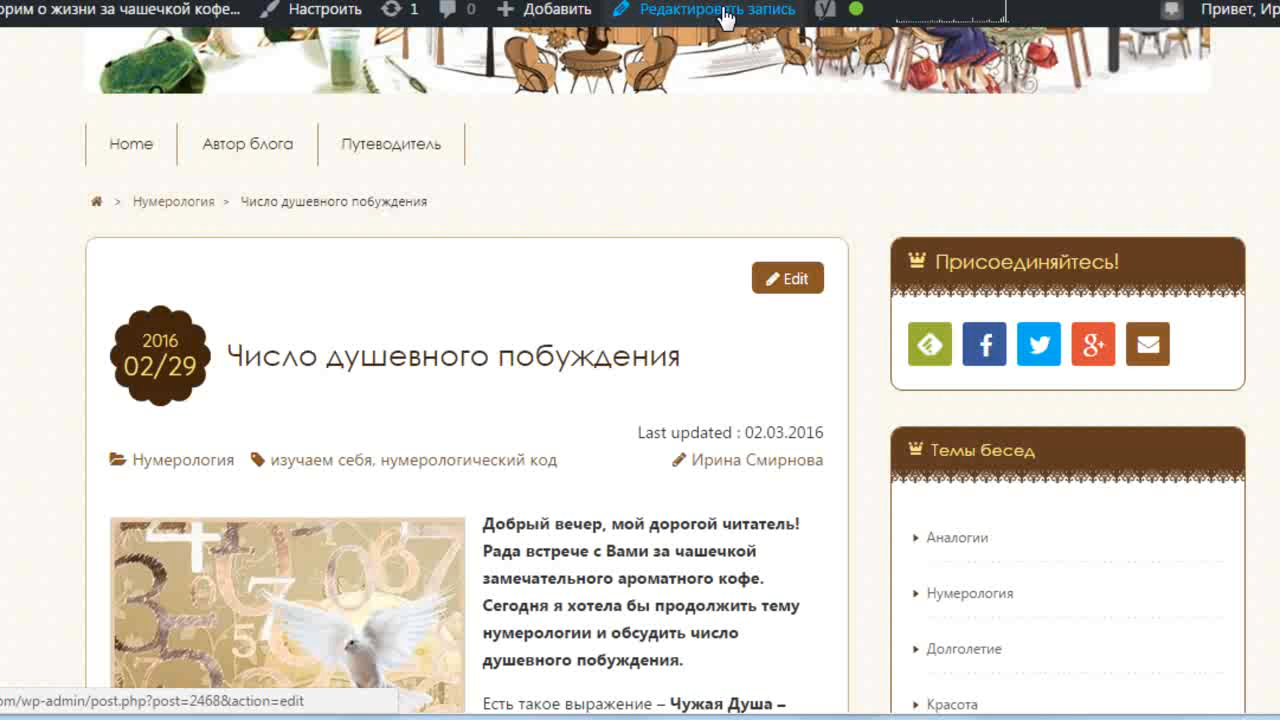 орим о жизни за чашечкой кофе... Настроить 1 0 Добавить Редактировать запись Привет, Ир
Home Автор блога Путеводитель
> Нумерология > Число душевного побуждения
Edit
2016
02/29
Число душевного побуждения
Last updated : 02.03.2016
Нумерология изучаем себя, нумерологический код Ирина Смирнова
Добрый вечер, мой дорогой читатель!
Рада встрече с Вами за чашечкой
замечательного ароматного кофе.
Сегодня я хотела бы продолжить тему
нумерологии и обсудить число
душевного побуждения.
Есть такое выражение – Чужая Душа –
Присоединяйтесь!
Темы бесед
Аналогии
Нумерология
Долголетие
Красота
om/wp-admin/post.php?post=2468&action=edit